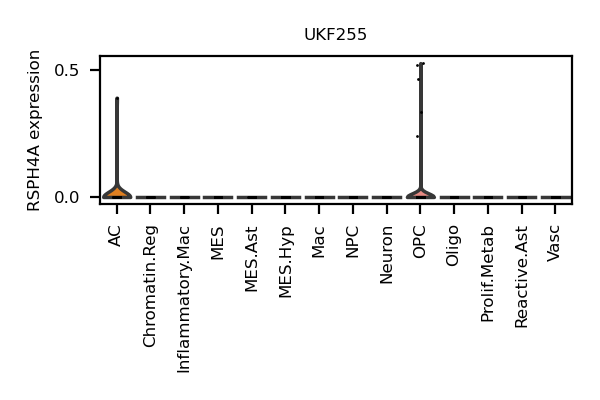 UKF255
RSPH4A expression
0.5
0.0
AC
Chromatin.Reg
Inflammatory.Mac
MES
MES.Ast
MES.Hyp
Mac
NPC
Neuron
OPC
Oligo
Prolif.Metab
Reactive.Ast
Vasc